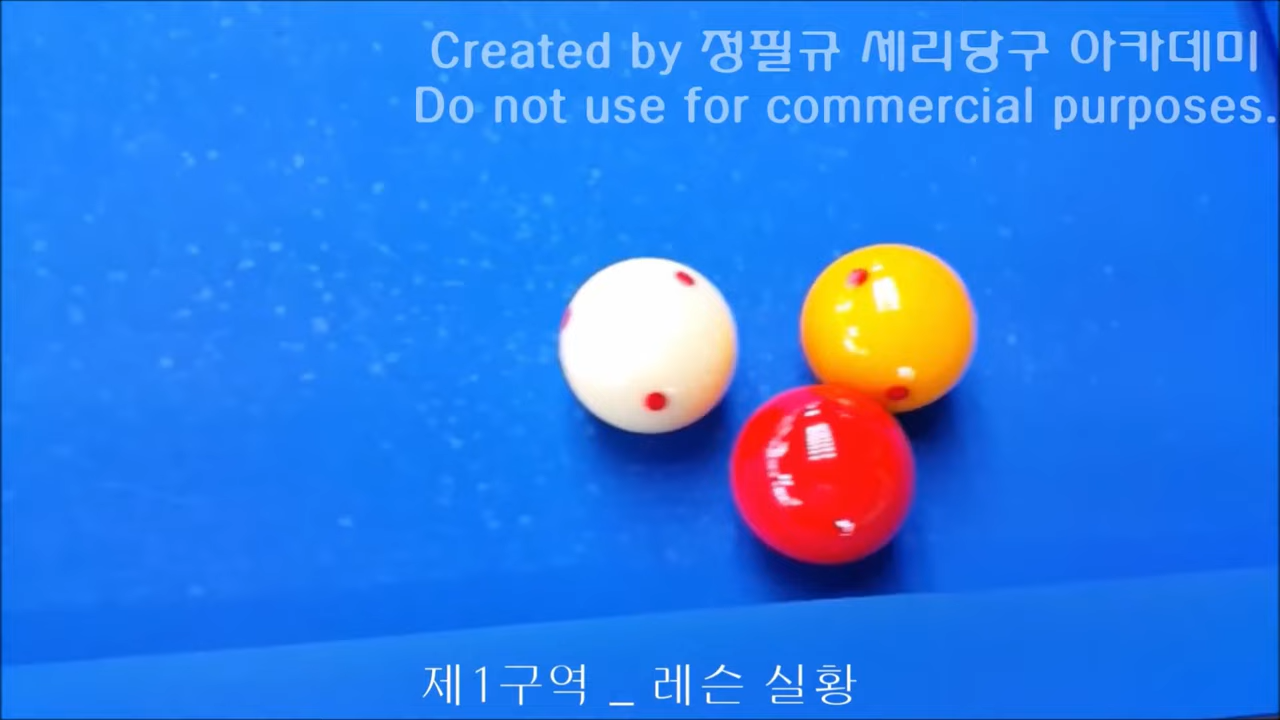 Created by 정필규 세리당구 아카데미
Do not use for commercial purposes.
제1구역 _ 레슨 실황